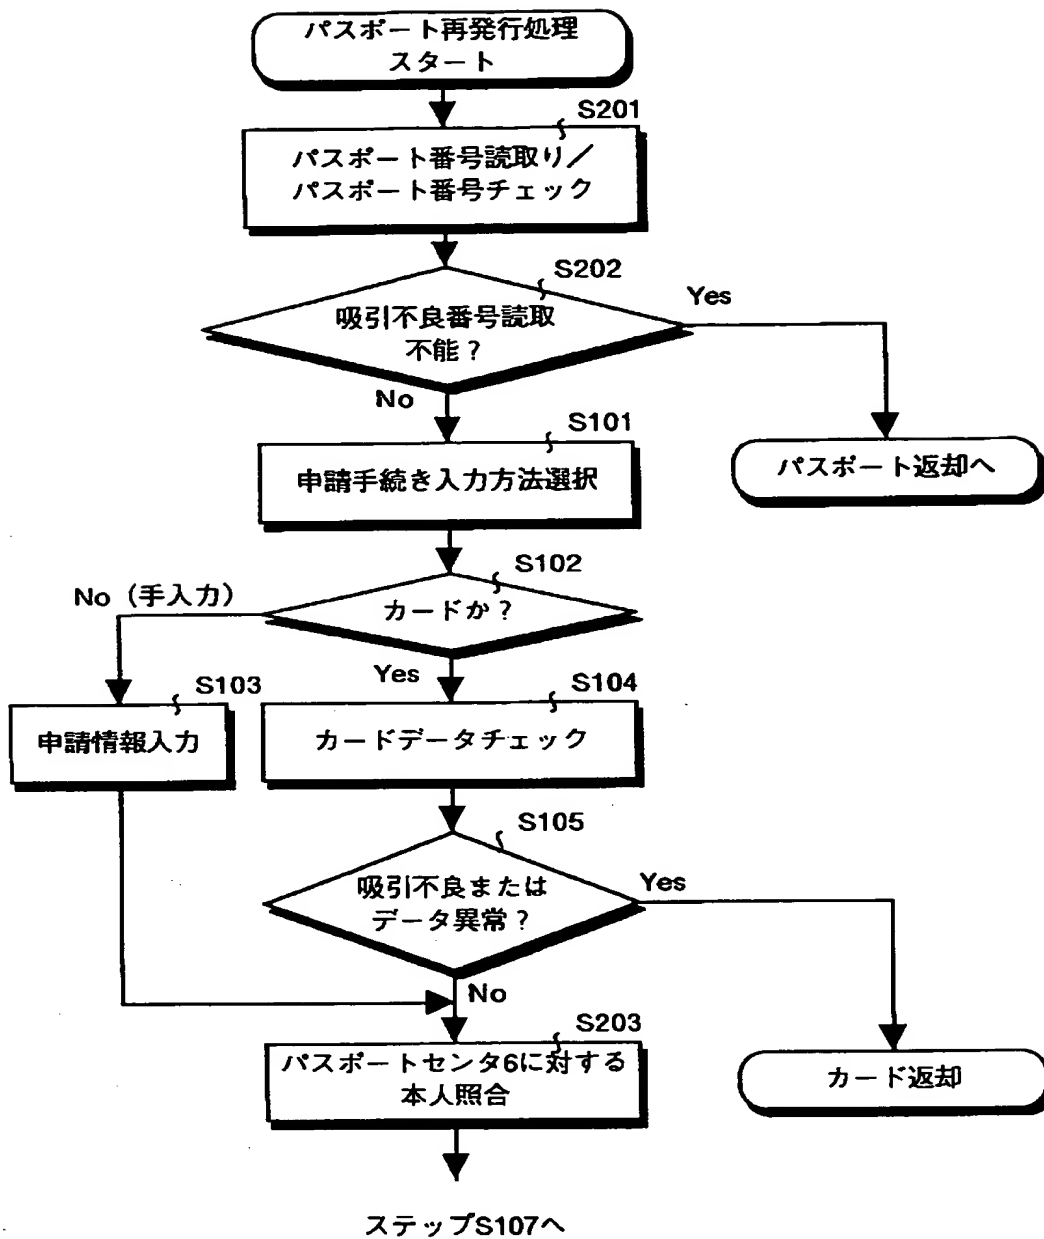 パスポート再発行処理
スタート
S201
パスポート番号読取り／
パスポート番号チェック
S202
吸引不良番号読取
不能？
Yes
No
S101
申請手続き入力方法選択
パスポート返却へ
S102
カードか？
No（手入力）
Yes
S103
申請情報入力
S104
カードデータチェック
S105
吸引不良または
データ異常？
Yes
No
S203
パスポートセンタ6に対する
本人照合
カード返却
ステップS107へ